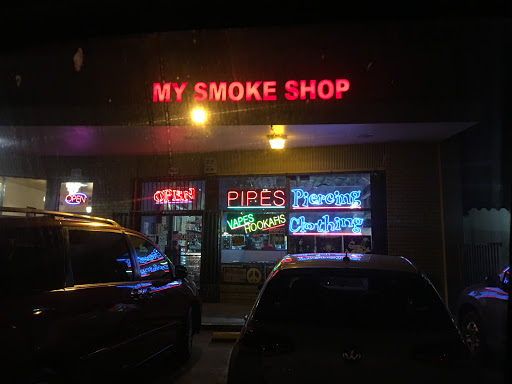 MY SMOKE SHOP
OPEN
OPEN
PIPES
Piercing
VAPES
HOOKAHS
Clothing